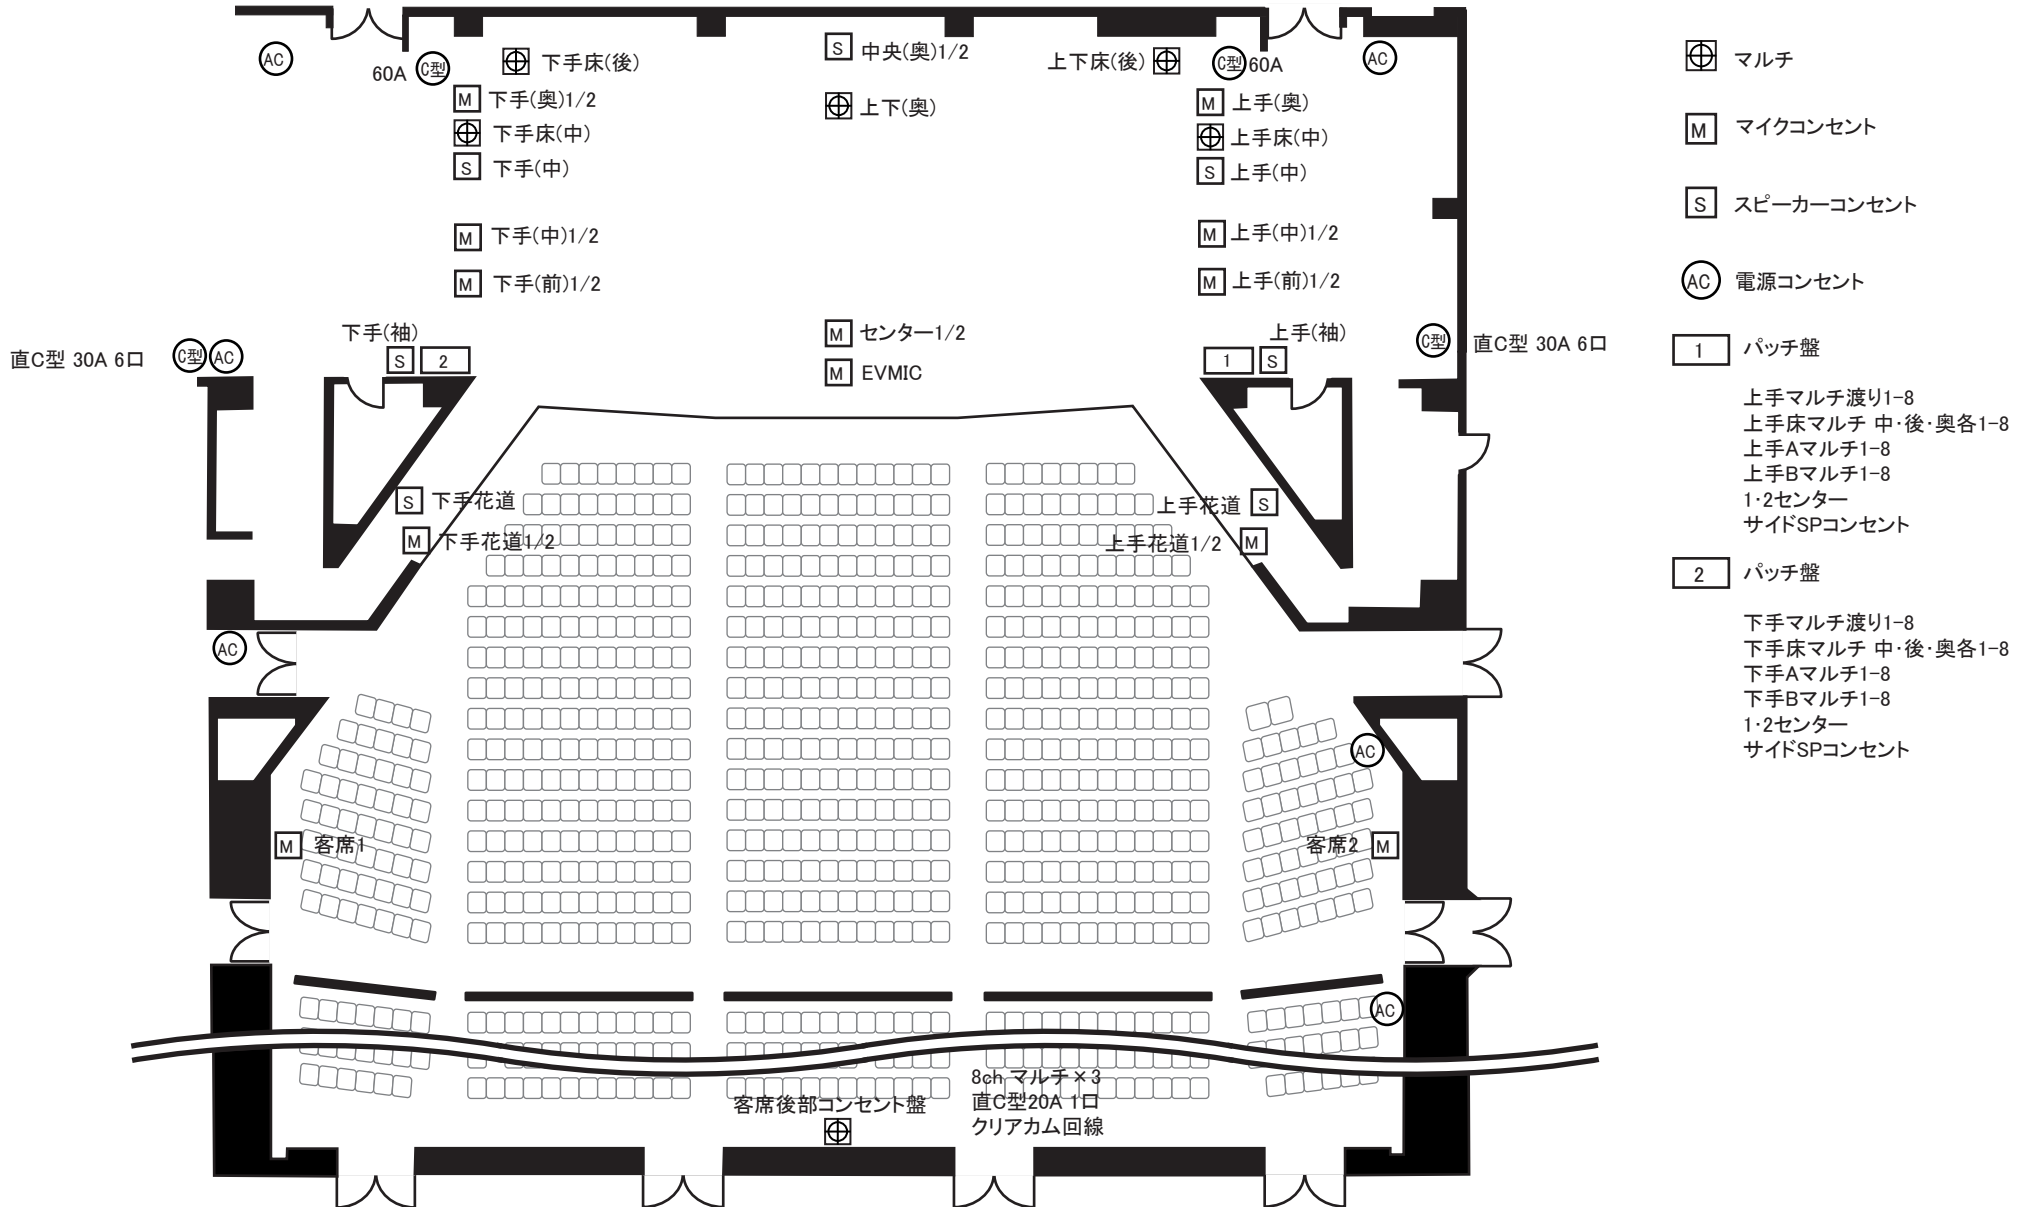 AC
60A
C型
下手床(後)
S 中央(奥)1/2
上下床(後)
C型
60A
AC
M 下手(奥)1/2
上下(奥)
M 上手(奥)
下手床(中)
上手床(中)
S 下手(中)
S 上手(中)
M 下手(中)1/2
M 上手(中)1/2
M 下手(前)1/2
M 上手(前)1/2
下手(袖)
M センター1/2
上手(袖)
直C型 30A 6口
C型
AC
S
2
1
S
C型
直C型 30A 6口
M EVMIC
S 下手花道
上手花道 S
M 下手花道1/2
上手花道1/2 M
AC
AC
M 客席1
客席2 M
AC
8ch マルチ×3
客席後部コンセント盤
直C型20A 1口
クリアカム回線
マルチ
M マイクコンセント
S スピーカーコンセント
AC 電源コンセント
1 パッチ盤
上手マルチ渡り1-8
上手床マルチ 中・後・奥各1-8
上手Aマルチ1-8
上手Bマルチ1-8
1・2センター
サイドSPコンセント
2 パッチ盤
下手マルチ渡り1-8
下手床マルチ 中・後・奥各1-8
下手Aマルチ1-8
下手Bマルチ1-8
1・2センター
サイドSPコンセント